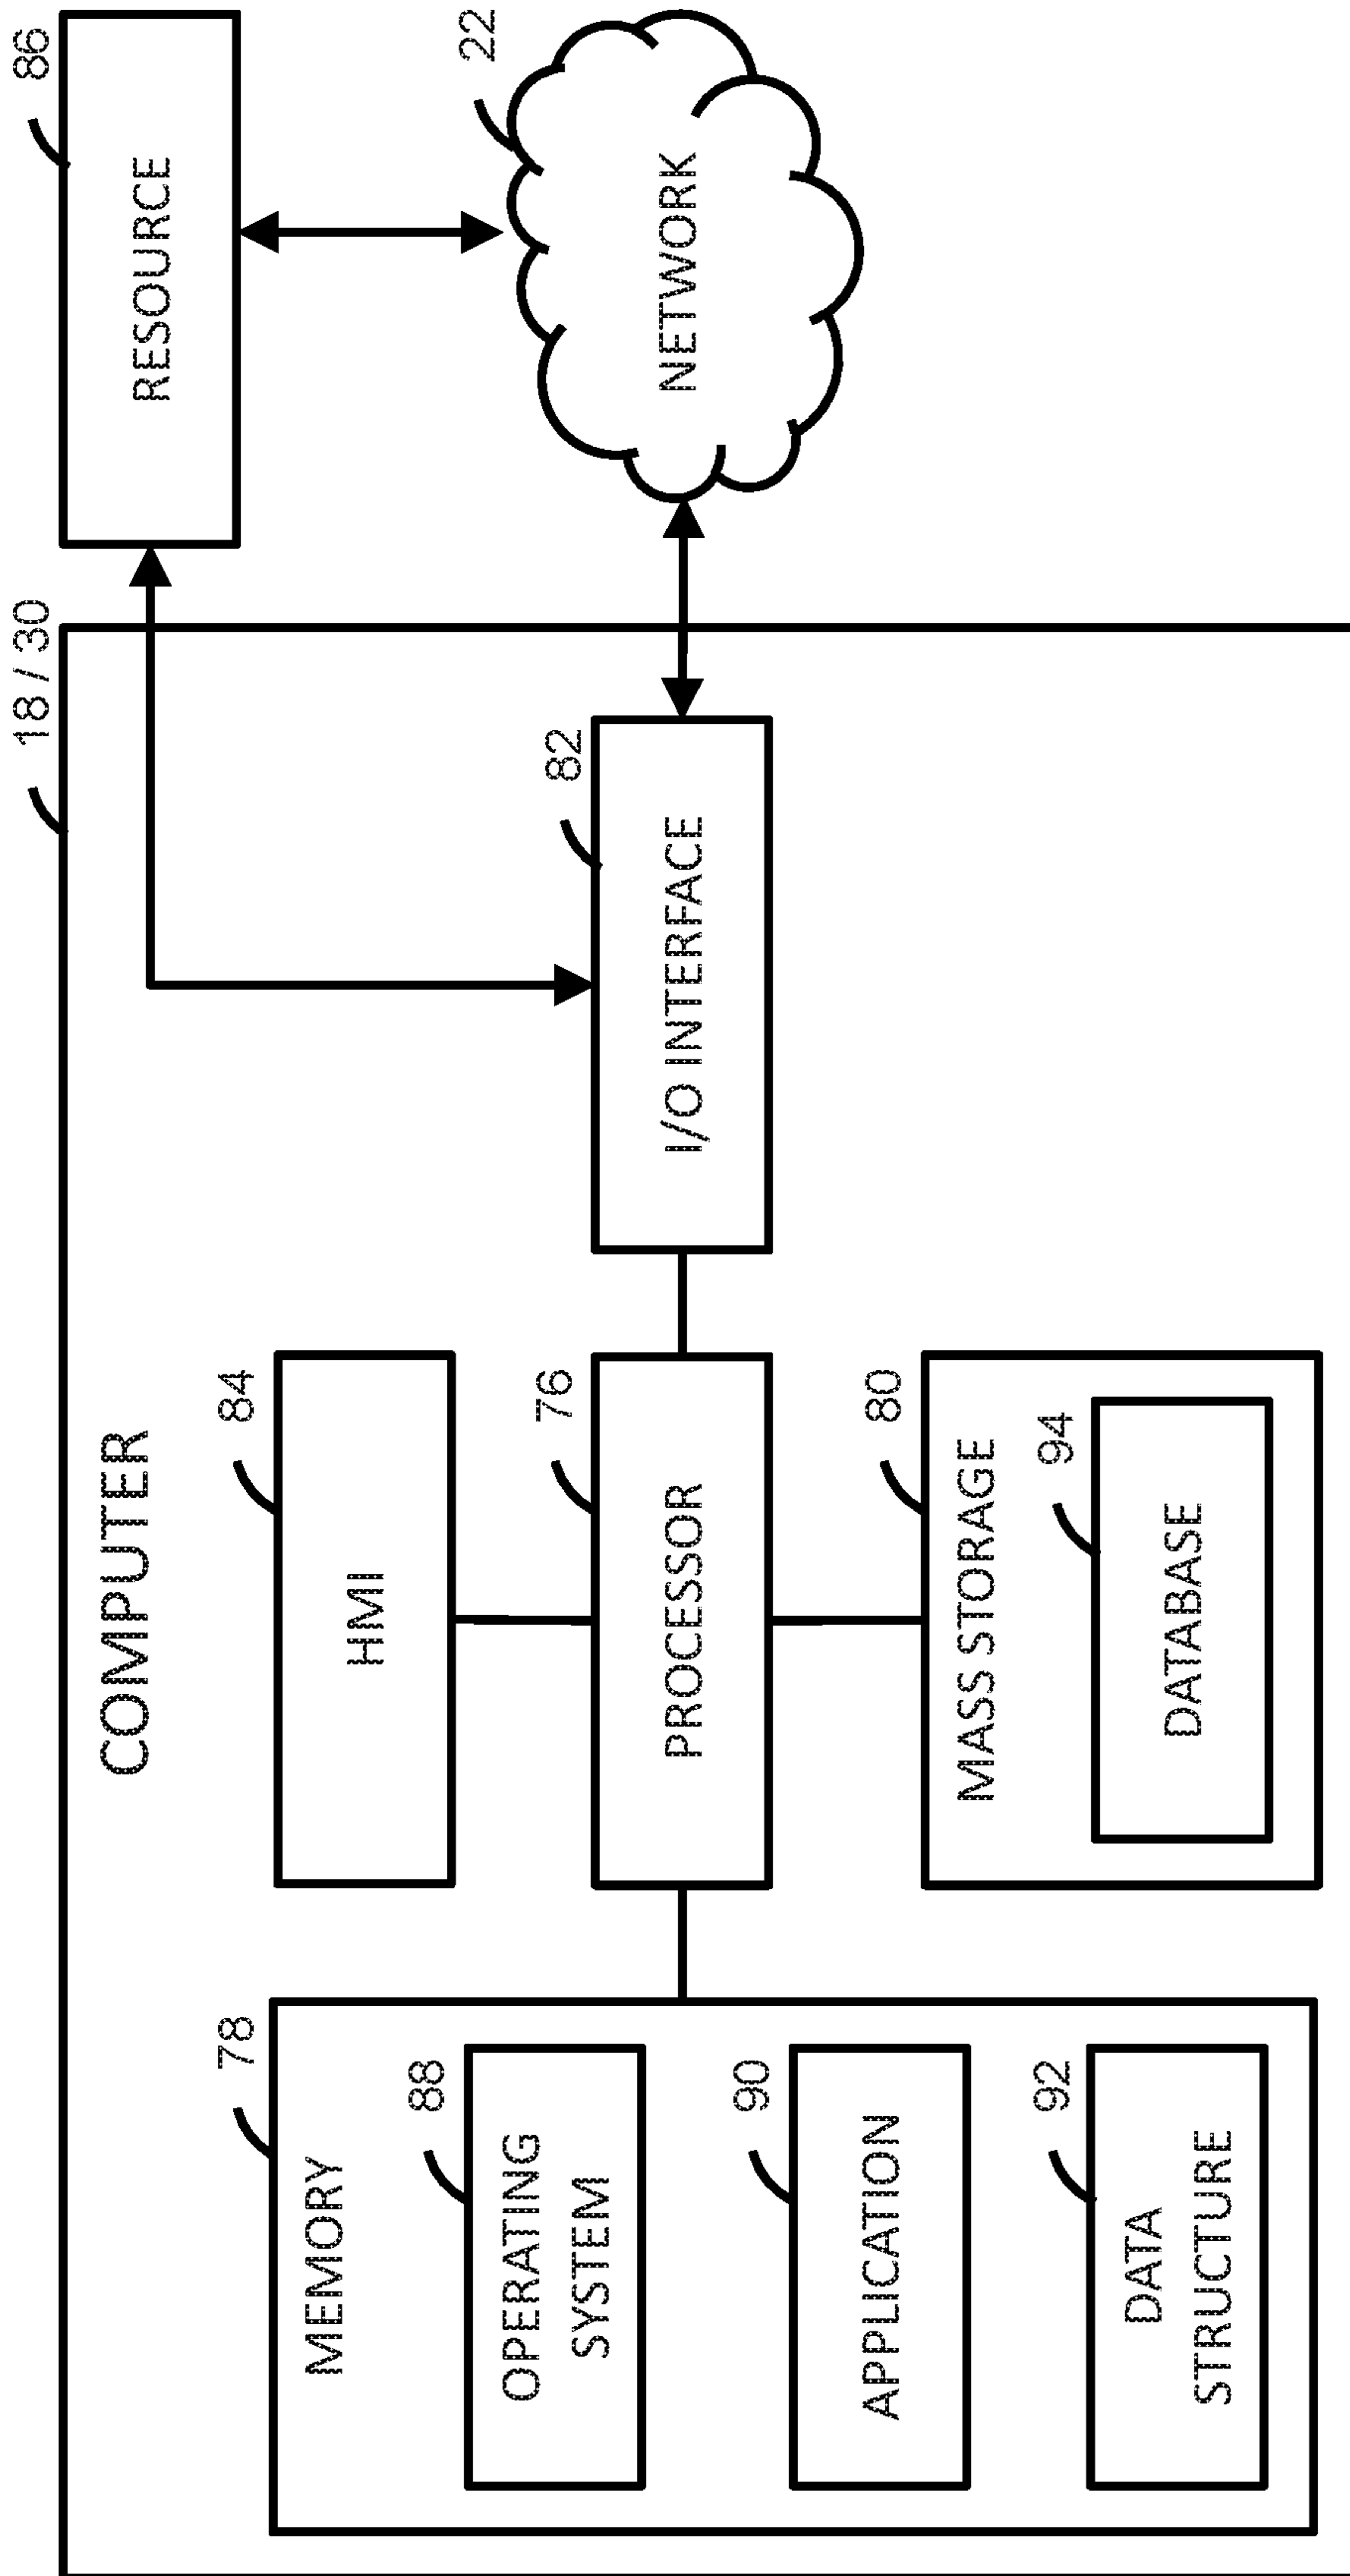 18 / 30
86
COMPUTER
RESOURCE
78
84
MEMORY
HMI
22
88
76
82
OPERATING
SYSTEM
PROCESSOR
I/O INTERFACE
NETWORK
90
APPLICATION
80
MASS STORAGE
92
94
DATA
STRUCTURE
DATABASE